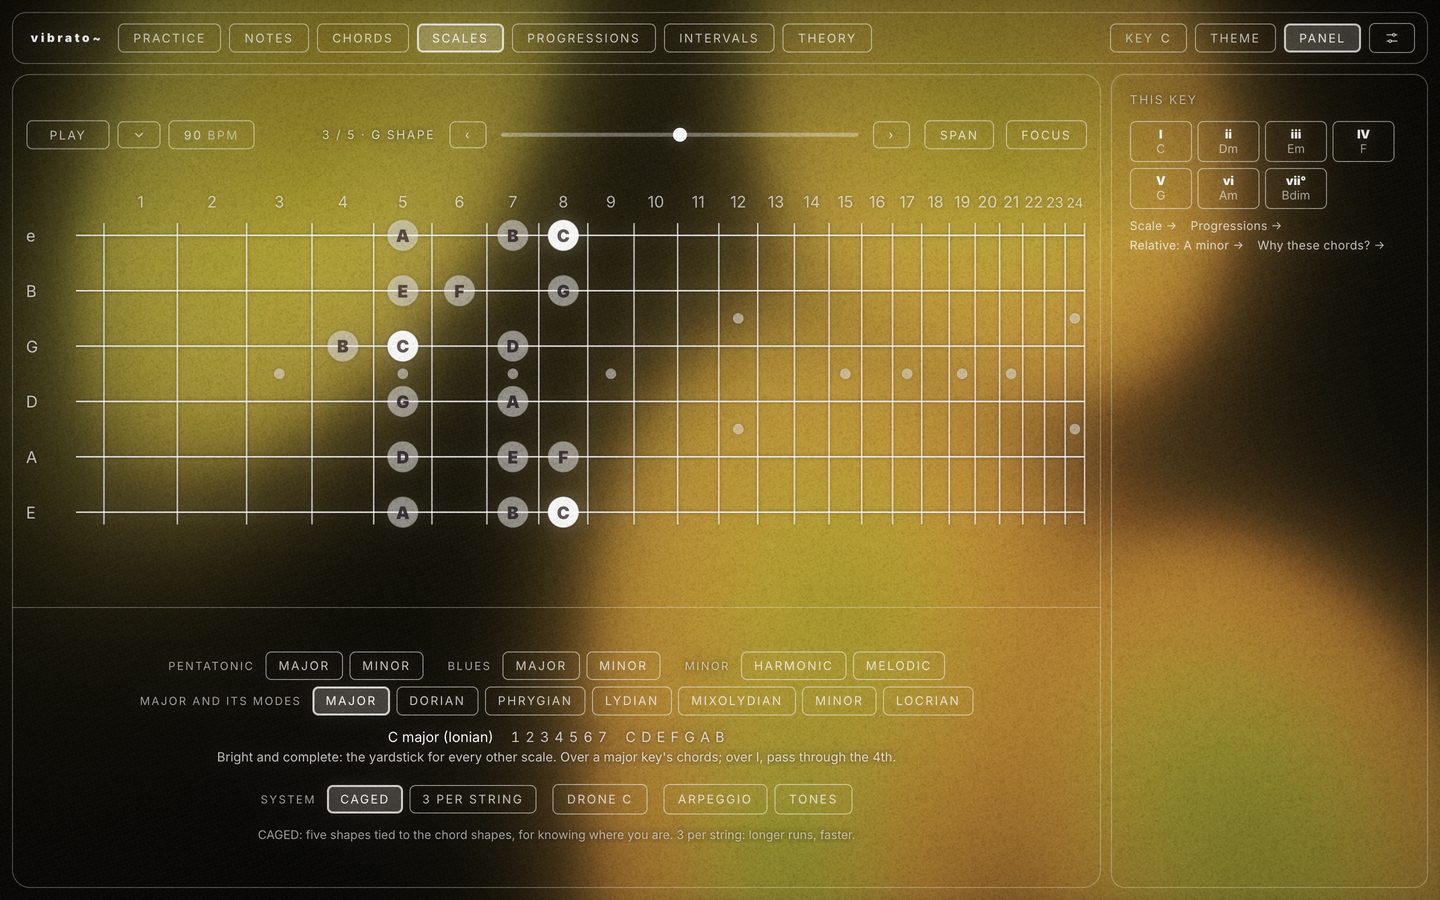 vibrato~ PRACTICE NOTES CHORDS SCALES PROGRESSIONS INTERVALS THEORY KEY C THEME PANEL
PLAY 90 BPM 3 / 5 · G SHAPE ‹ › SPAN FOCUS
1 2 3 4 5 6 7 8 9 10 11 12 13 14 15 16 17 18 19 20 21 22 23 24
e A B C
B E F G
G B C D
D G A
A D E F
E A B C
PENTATONIC MAJOR MINOR BLUES MAJOR MINOR MINOR HARMONIC MELODIC
MAJOR AND ITS MODES MAJOR DORIAN PHRYGIAN LYDIAN MIXOLYDIAN MINOR LOCRIAN
C major (Ionian) 1 2 3 4 5 6 7 C D E F G A B
Bright and complete: the yardstick for every other scale. Over a major key's chords; over I, pass through the 4th.
SYSTEM CAGED 3 PER STRING DRONE C ARPEGGIO TONES
CAGED: five shapes tied to the chord shapes, for knowing where you are. 3 per string: longer runs, faster.
THIS KEY
I ii iii IV
C Dm Em F
V vi vii°
G Am Bdim
Scale → Progressions →
Relative: A minor → Why these chords? →